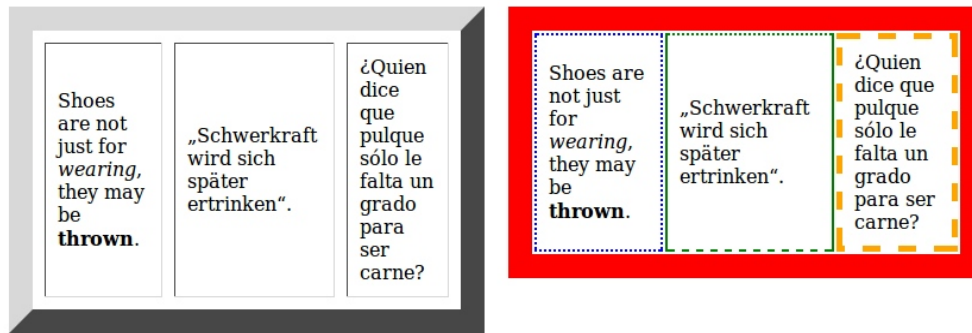 Shoes
are not
just for
wearing,
they may
be
thrown.
„Schwerkraft
wird sich
später
ertrinken“.
¿Quien
dice
que
pulque
sólo le
falta un
grado
para
ser
carne?
Shoes are
not just
for
wearing,
they may
be
thrown.
„Schwerkraft
wird sich
später
ertrinken“.
¿Quien
dice que
pulque
sólo le
falta un
grado
para ser
carne?